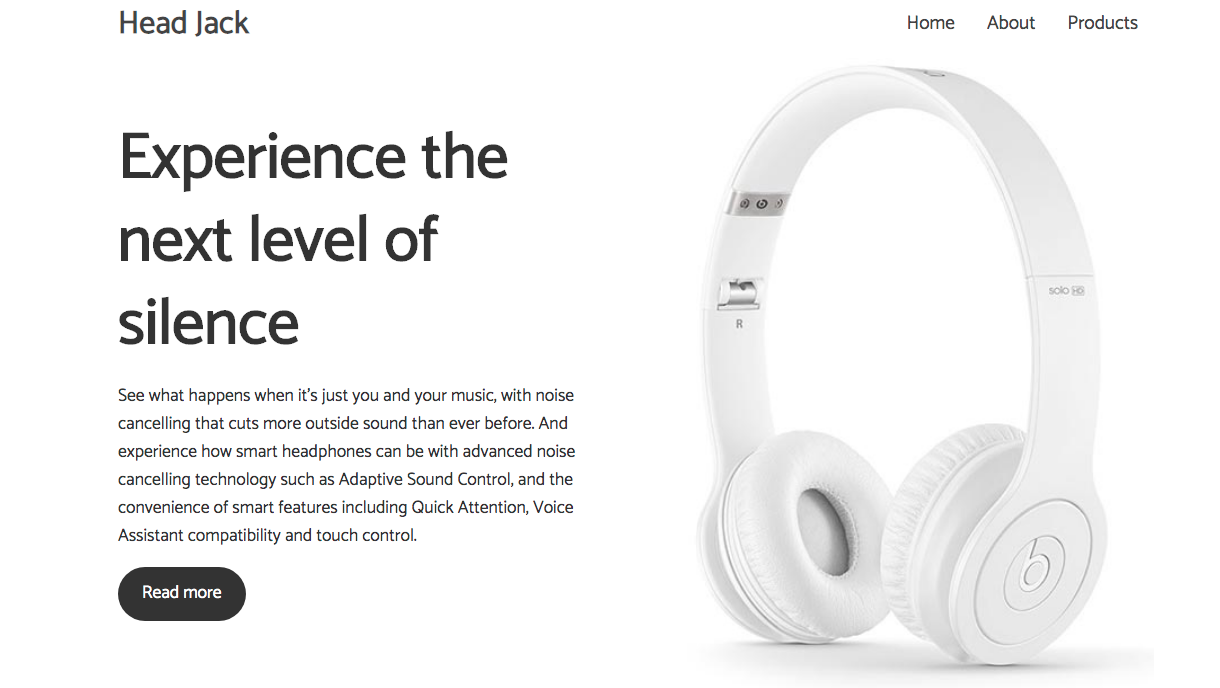 Head Jack
Home About Products
Experience the
next level of
silence
See what happens when it's just you and your music, with noise
cancelling that cuts more outside sound than ever before. And
experience how smart headphones can be with advanced noise
cancelling technology such as Adaptive Sound Control, and the
convenience of smart features including Quick Attention, Voice
Assistant compatibility and touch control.
Read more
solo HD
R
b